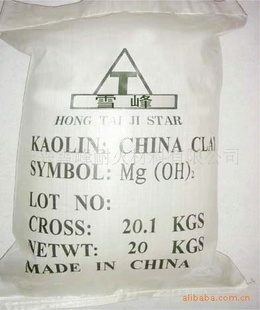 T
雪峰
HONG TAI JI STAR
KAOLIN: CHINA CLAY
SYMBOL: Mg (OH)₂
LOT NO:
CROSS: 20.1 KGS
NETWT: 20 KGS
MADE IN CHINA
alibaba.com.cn